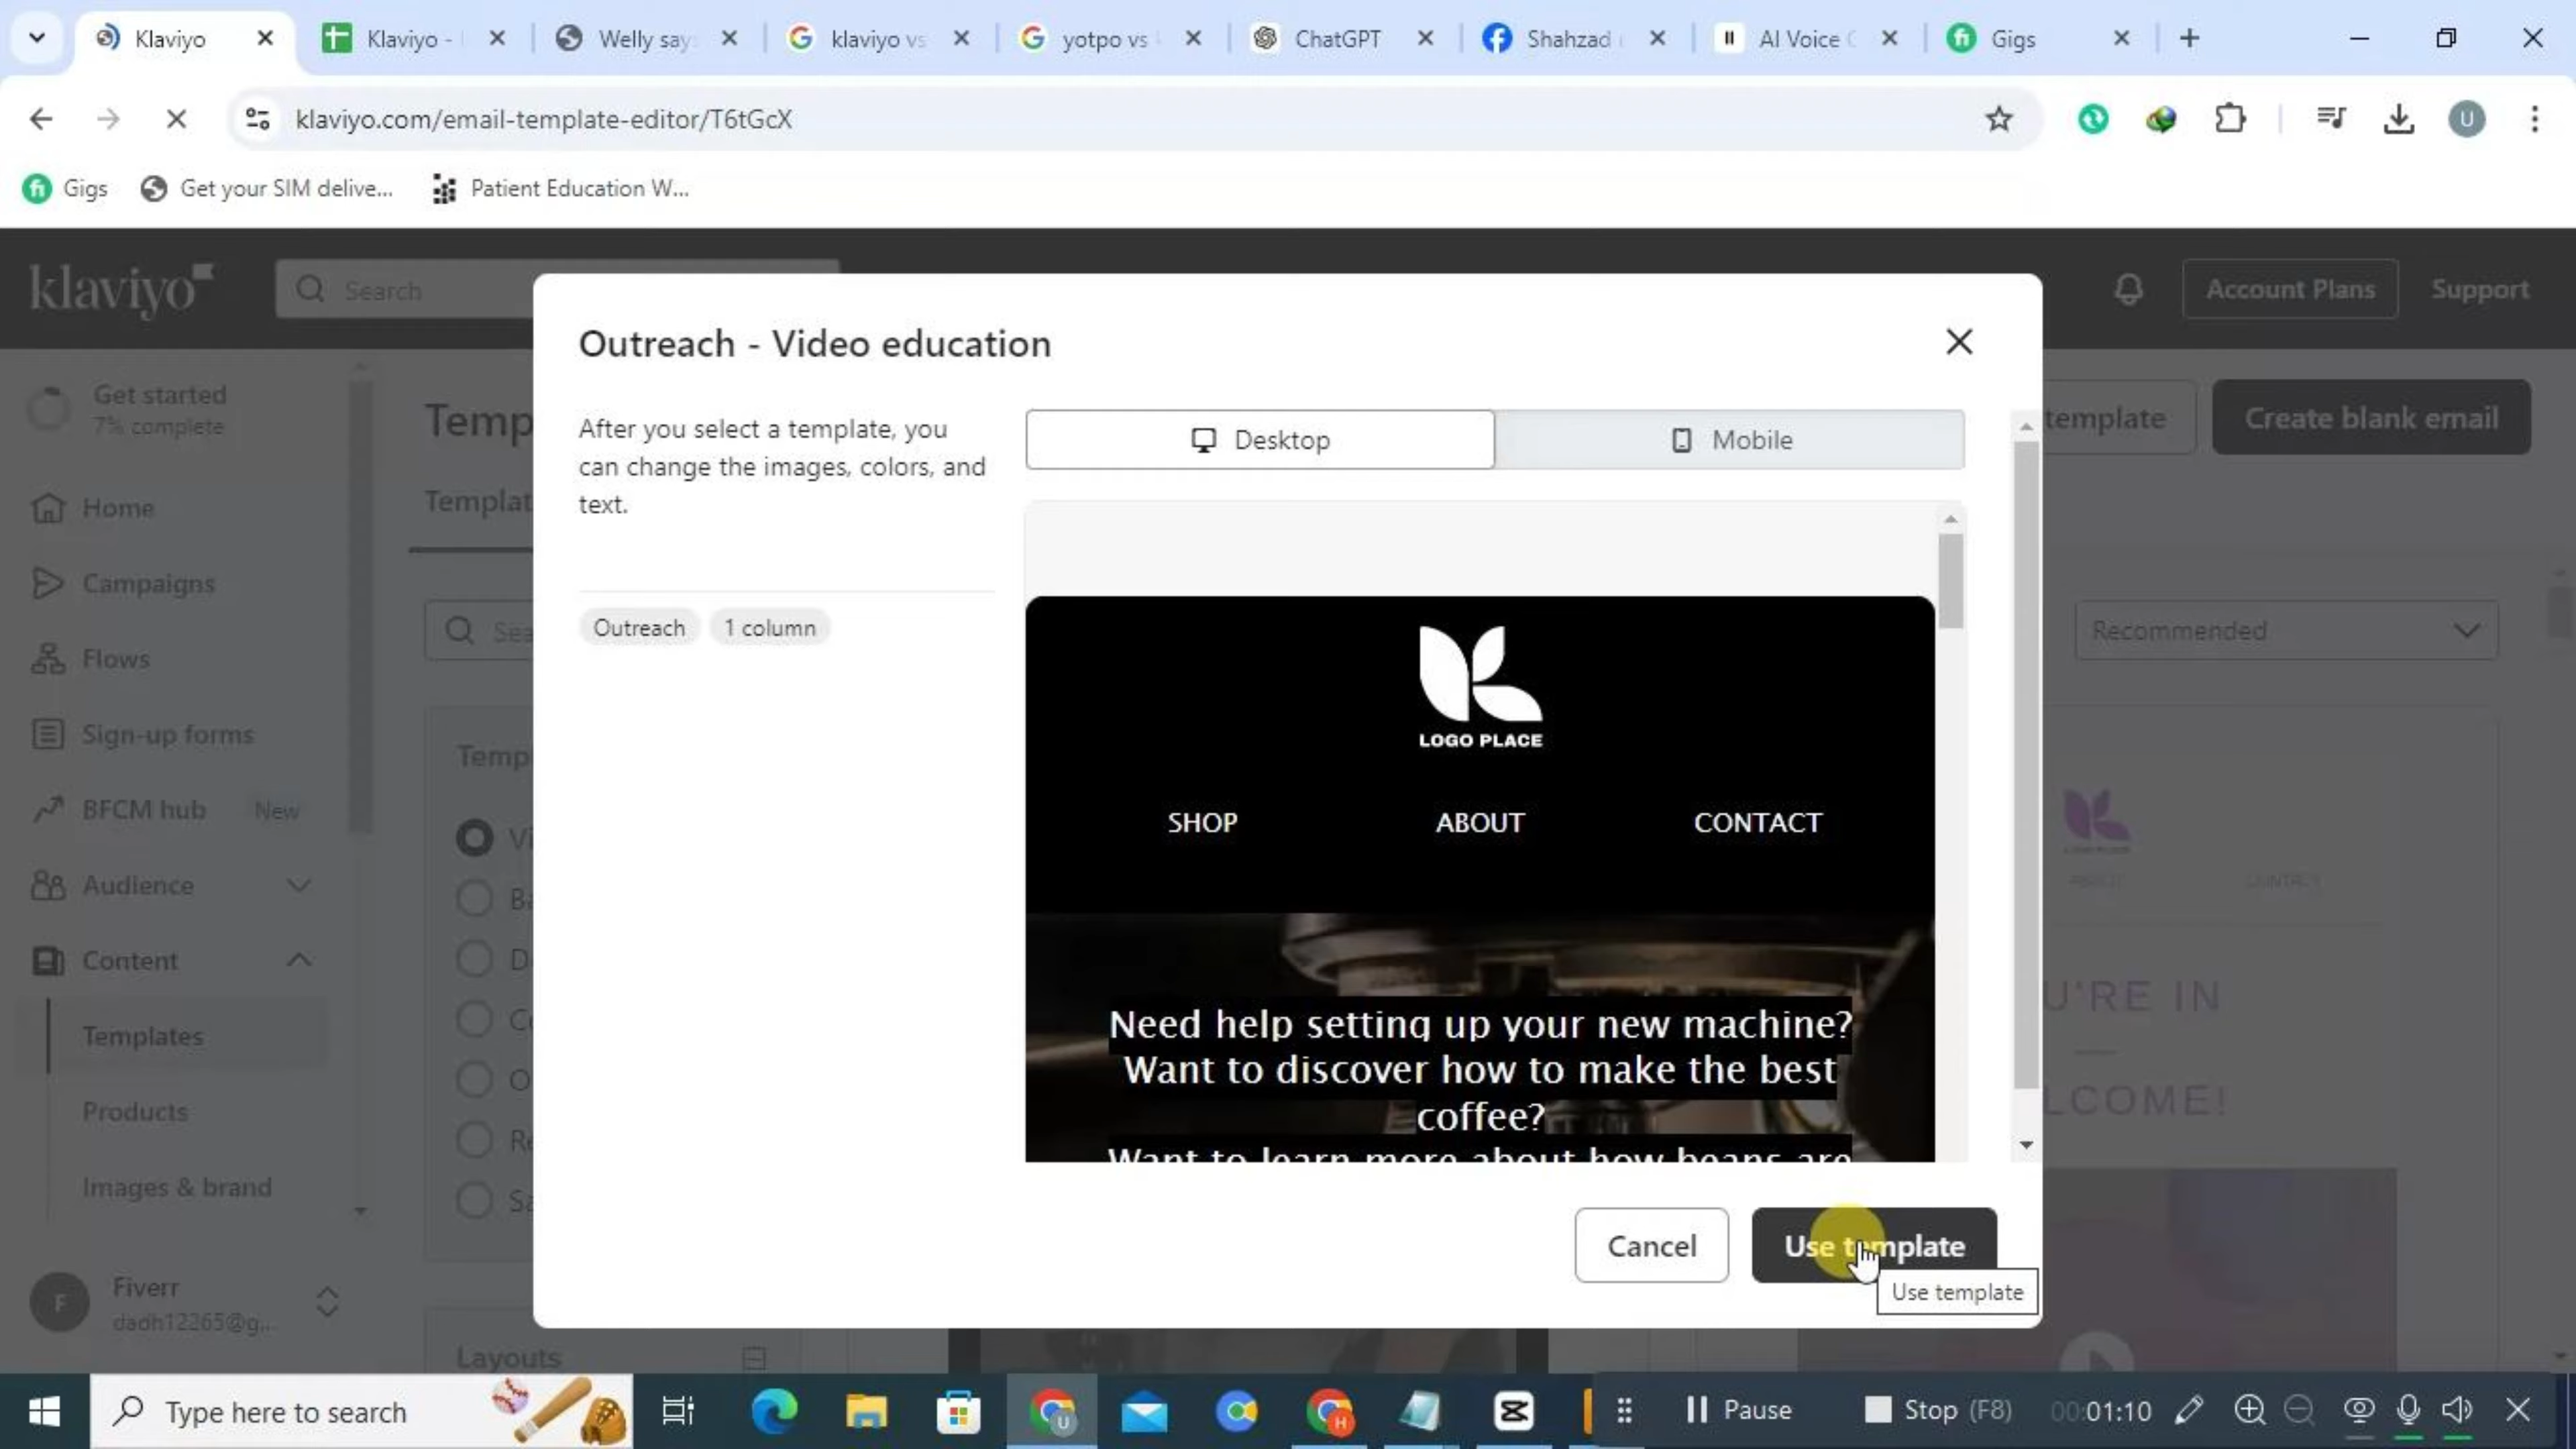 Klaviyo
Klaviyo -
Welly say
klaviyo vs
yotpo vs
ChatGPT
Shahzad
AI Voice
Gigs
klaviyo.com/email-template-editor/T6tGcX
U
Gigs
Get your SIM delive...
Patient Education W...
klaviyo
Search
Account Plans
Support
Get started
7% complete
Home
Campaigns
Flows
Sign-up forms
BFCM hub New
Audience
Content
Templates
Products
Images & brand
Fiverr
dadh12265@g...
F
Temp
Templat
Sea
Temp
Vi
Ba
D
Co
O
Re
Sa
Layouts
template
Create blank email
Recommended
ABOUT
CONTACT
U'RE IN
LCOME!
Outreach - Video education
After you select a template, you
can change the images, colors, and
text.
Outreach
1 column
Desktop
Mobile
LOGO PLACE
SHOP
ABOUT
CONTACT
Need help setting up your new machine?
Want to discover how to make the best
coffee?
Want to learn more about how beans are
Cancel
Use template
Use template
Type here to search
U
H
Pause
Stop (F8)
00:01:10